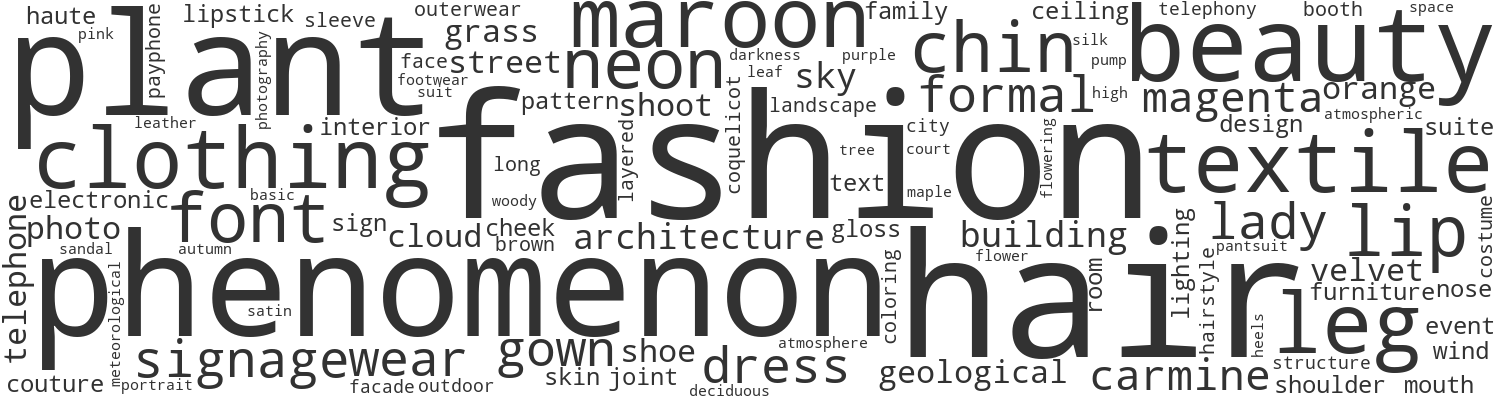 haute
lipstick
sleeve
outerwear
maroon
family
ceiling
telephony
booth
space
pink
payphone
photography
grass
plant
face
street
neon
darkness
purple
chin
silk
pump
beauty
footwear
suit
leaf
sky
pattern
shoot
landscape
formal
high
magenta
orange
atmospheric
leather
interior
fashion
coquelicot
layered
city
design
suite
clothing
long
tree
court
flowering
textile
text
maple
woody
electronic
basic
font
sign
photo
cloud
cheek
brown
architecture
gloss
building
lady
lip
costume
sandal
autumn
flower
pantsuit
telephone
phenomenon
hair
coloring
room
lighting
hairstyle
velvet
furniture
nose
meteorological
satin
leg
event
wind
heels
signage
wear
gown
shoe
atmosphere
dress
geological
carmine
structure
couture
portrait
facade
outdoor
skin
joint
deciduous
shoulder
mouth